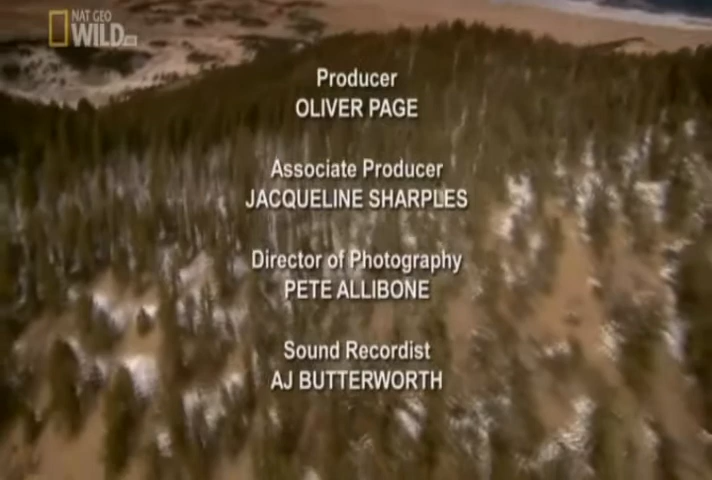 NAT GEO
WILD
Producer
OLIVER PAGE
Associate Producer
JACQUELINE SHARPLES
Director of Photography
PETE ALLIBONE
Sound Recordist
AJ BUTTERWORTH